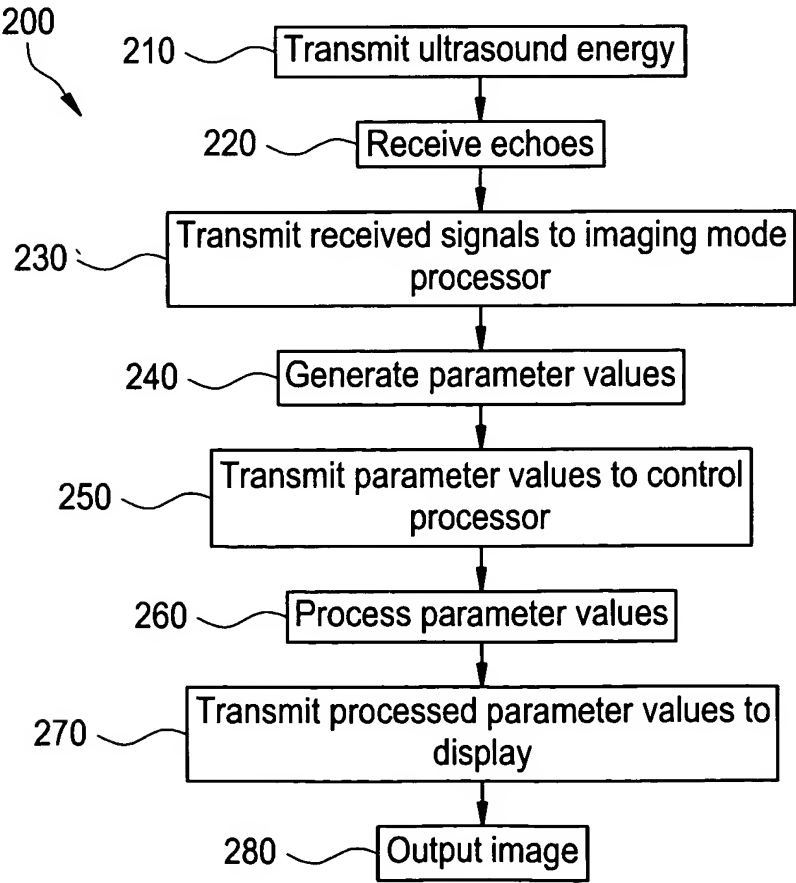 200
210 Transmit ultrasound energy
220 Receive echoes
230 Transmit received signals to imaging mode
processor
240 Generate parameter values
250 Transmit parameter values to control
processor
260 Process parameter values
270 Transmit processed parameter values to
display
280 Output image